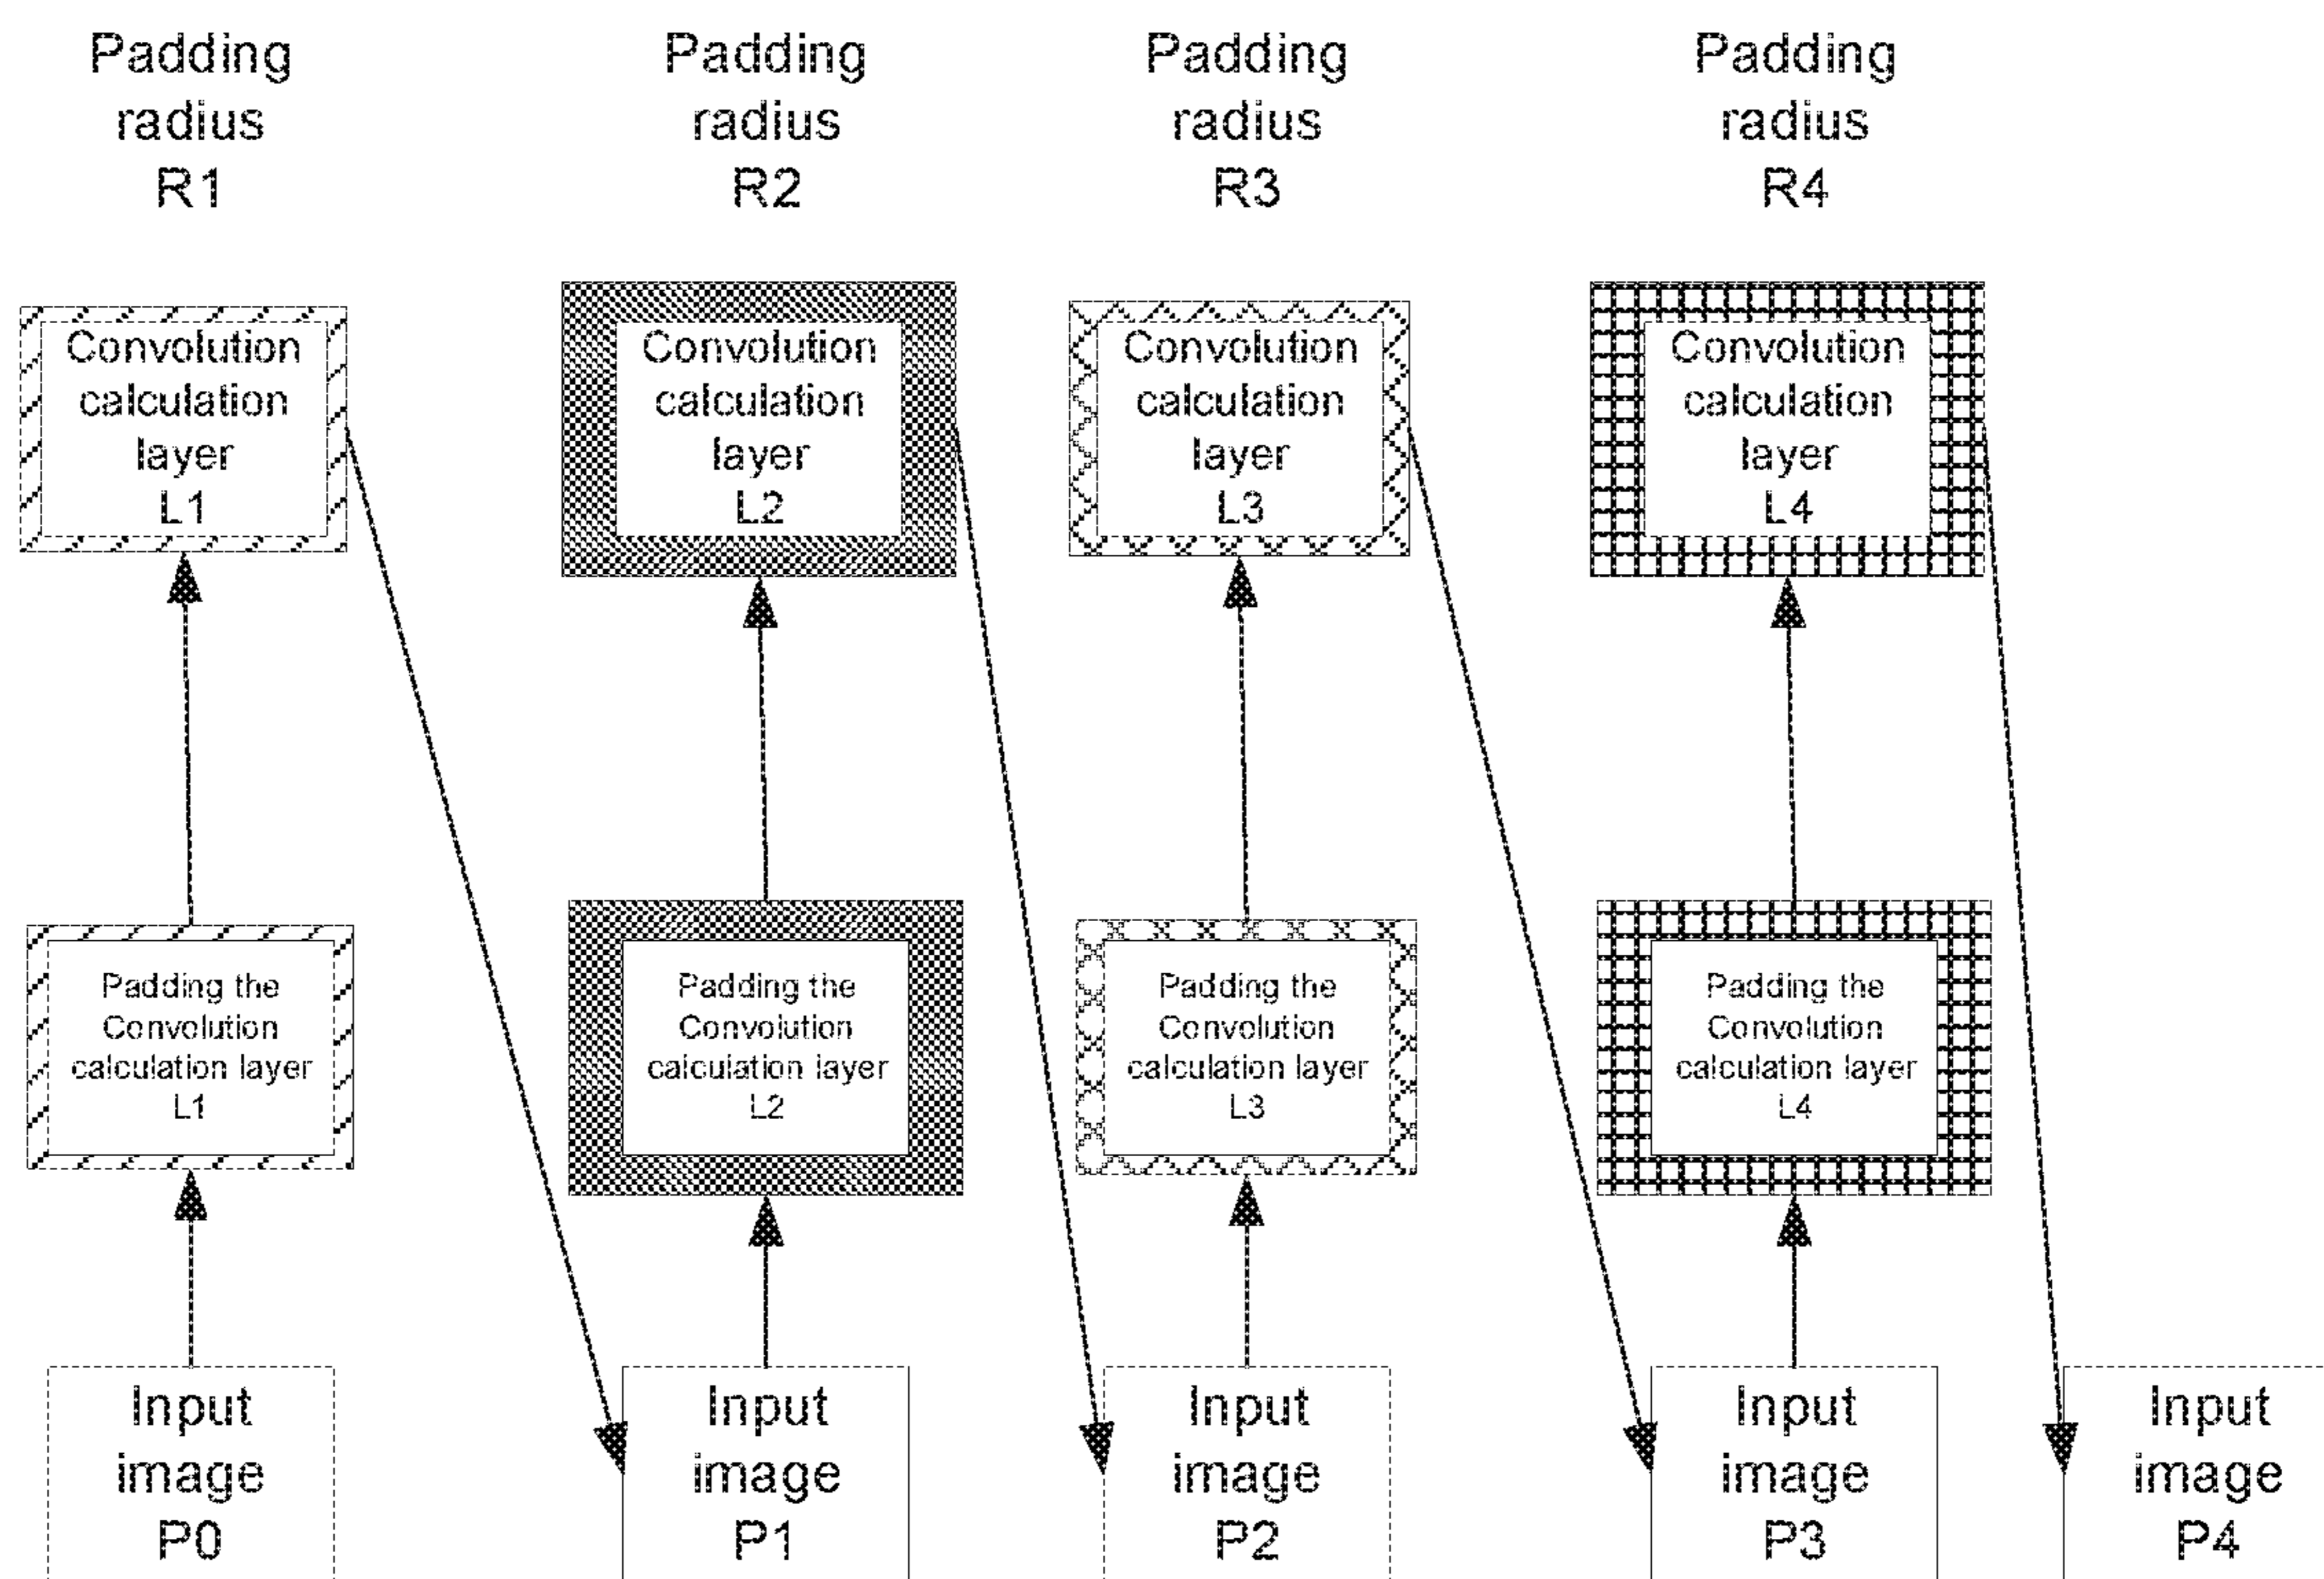 Padding
radius
R1
Padding
radius
R2
Padding
radius
R3
Padding
radius
R4
Convolution
calculation
layer
L1
Convolution
calculation
layer
L2
Convolution
calculation
layer
L3
Convolution
calculation
layer
L4
Padding the
Convolution
calculation layer
L1
Padding the
Convolution
calculation layer
L2
Padding the
Convolution
calculation layer
L3
Padding the
Convolution
calculation layer
L4
Input
image
P0
Input
image
P1
Input
image
P2
Input
image
P3
Input
image
P4